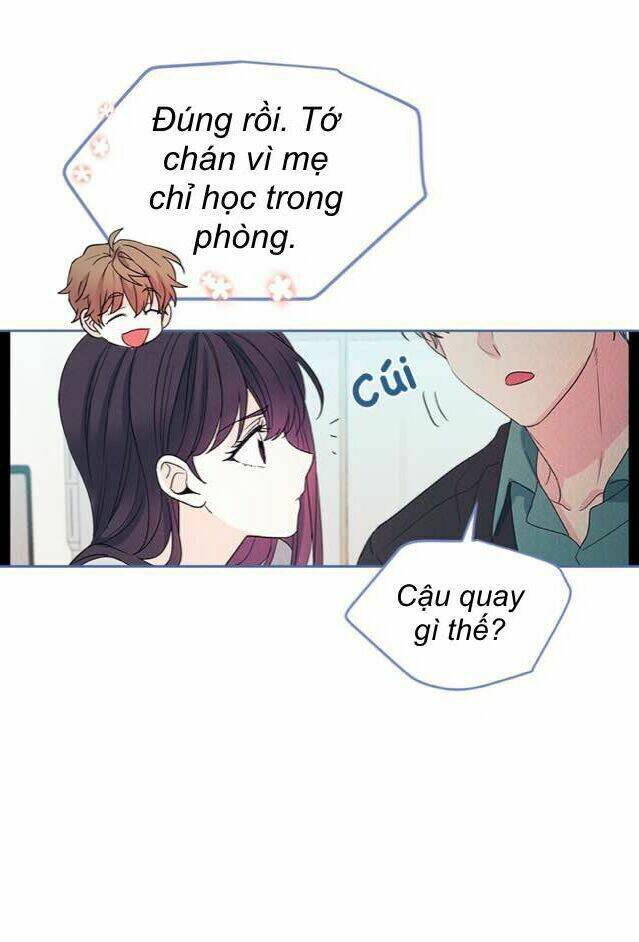 Đúng rồi. Tớ
chán vì mẹ
chỉ học trong
phòng.
Cúi
Cậu quay
gì thế?